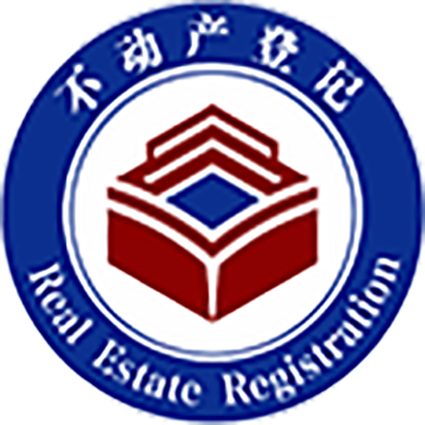 不动产登记
Real Estate Registration